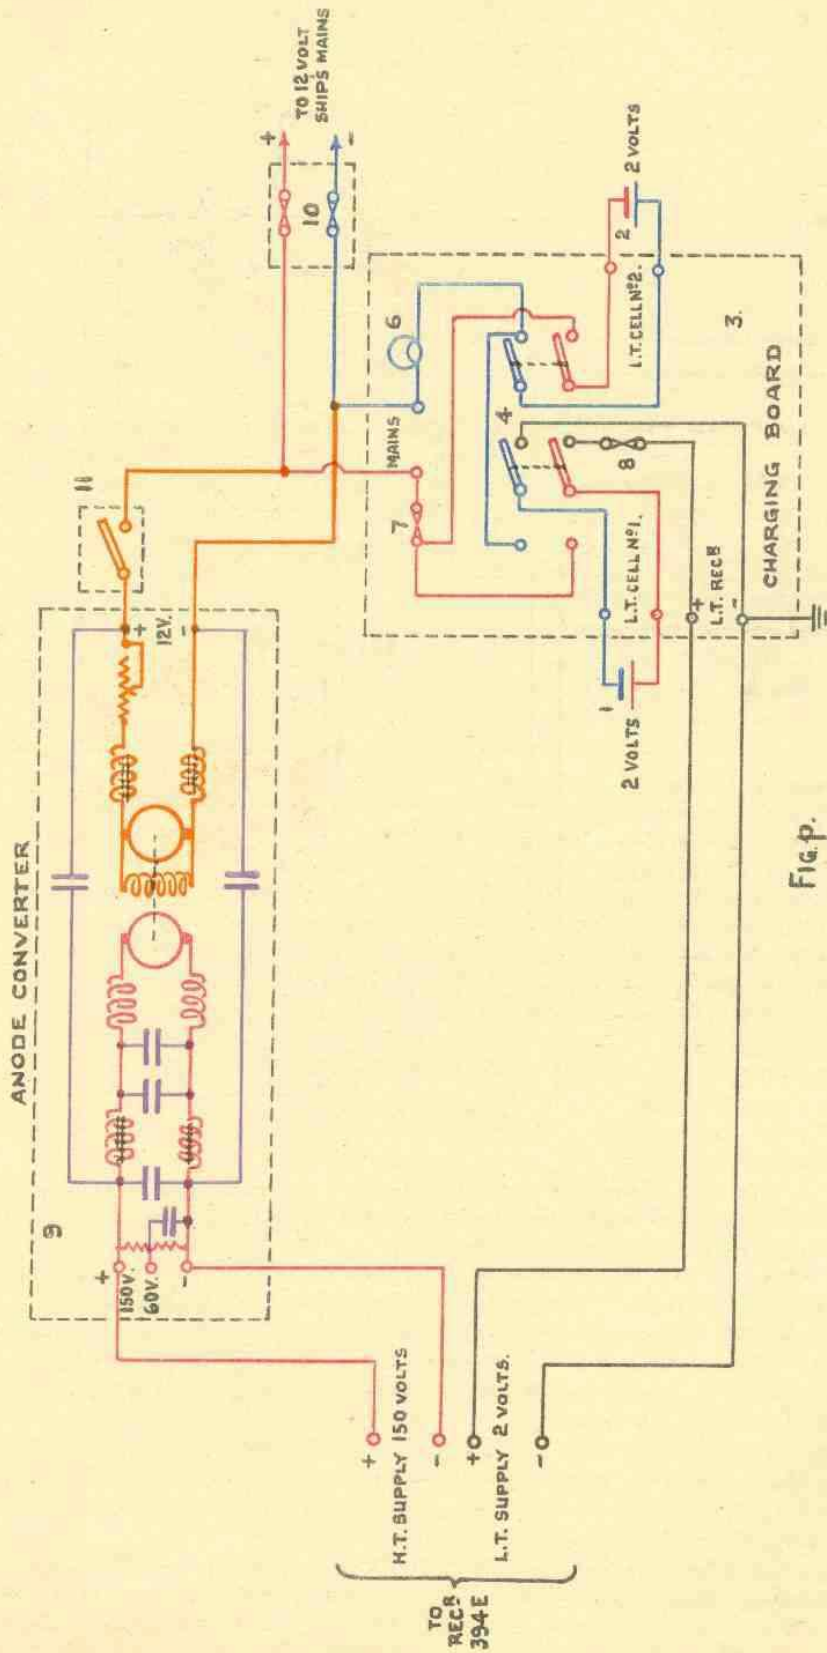 ANODE CONVERTER
9
+
150V.
60V.
-
+
12V.
-
11
+
-
TO 12 VOLT
SHIPS MAINS
10
MAINS
6
7
4
8
2 VOLTS
1
L.T. CELL Nº1.
L.T. CELL Nº2.
2
2 VOLTS
+
L.T. RECR
-
3.
CHARGING BOARD
+
H.T. SUPPLY 150 VOLTS
-
+
L.T. SUPPLY 2 VOLTS.
-
TO
RECR
394E
FIG. p.